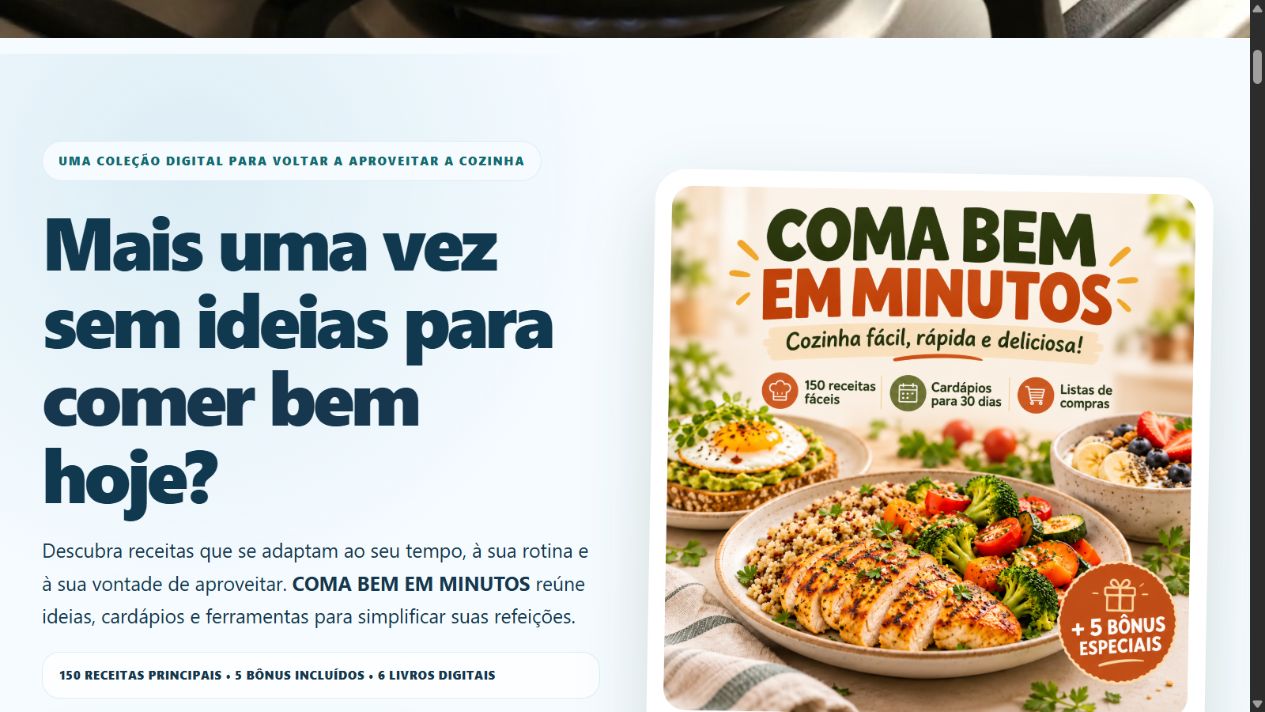 UMA COLEÇÃO DIGITAL PARA VOLTAR A APROVEITAR A COZINHA
Mais uma vez
sem ideias para
comer bem
hoje?
Descubra receitas que se adaptam ao seu tempo, à sua rotina e
à sua vontade de aproveitar. COMA BEM EM MINUTOS reúne
ideias, cardápios e ferramentas para simplificar suas refeições.
150 RECEITAS PRINCIPAIS • 5 BÔNUS INCLUÍDOS • 6 LIVROS DIGITAIS
COMA BEM
EM MINUTOS
Cozinha fácil, rápida e deliciosa!
150 receitas
fáceis
Cardápios
para 30 dias
Listas de
compras
+ 5 BÔNUS
ESPECIAIS